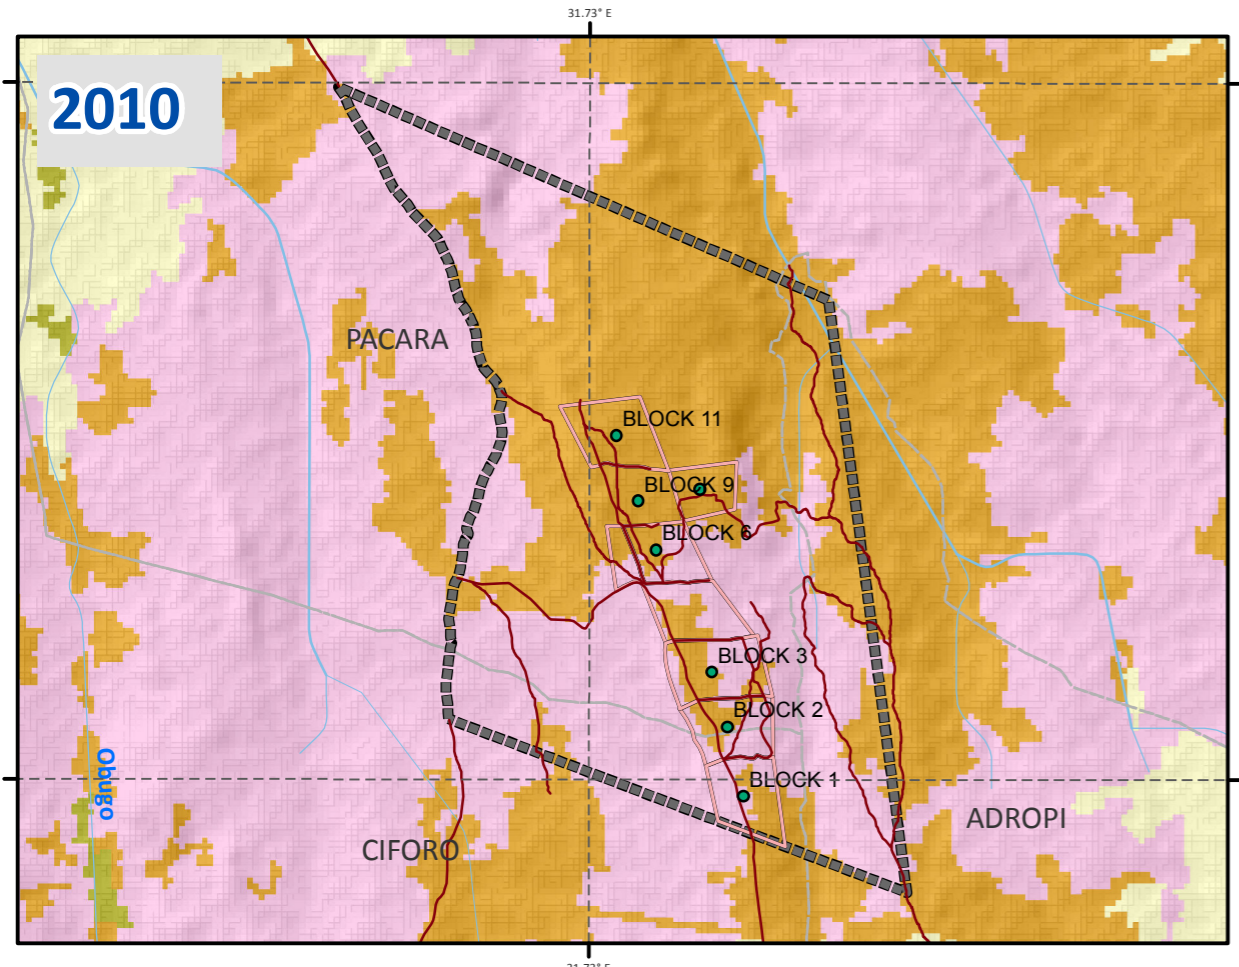 31.73° E
2010
PACARA
BLOCK 11
BLOCK 9
BLOCK 6
BLOCK 3
BLOCK 2
BLOCK 1
Obugo
ADROPI
CIFORO